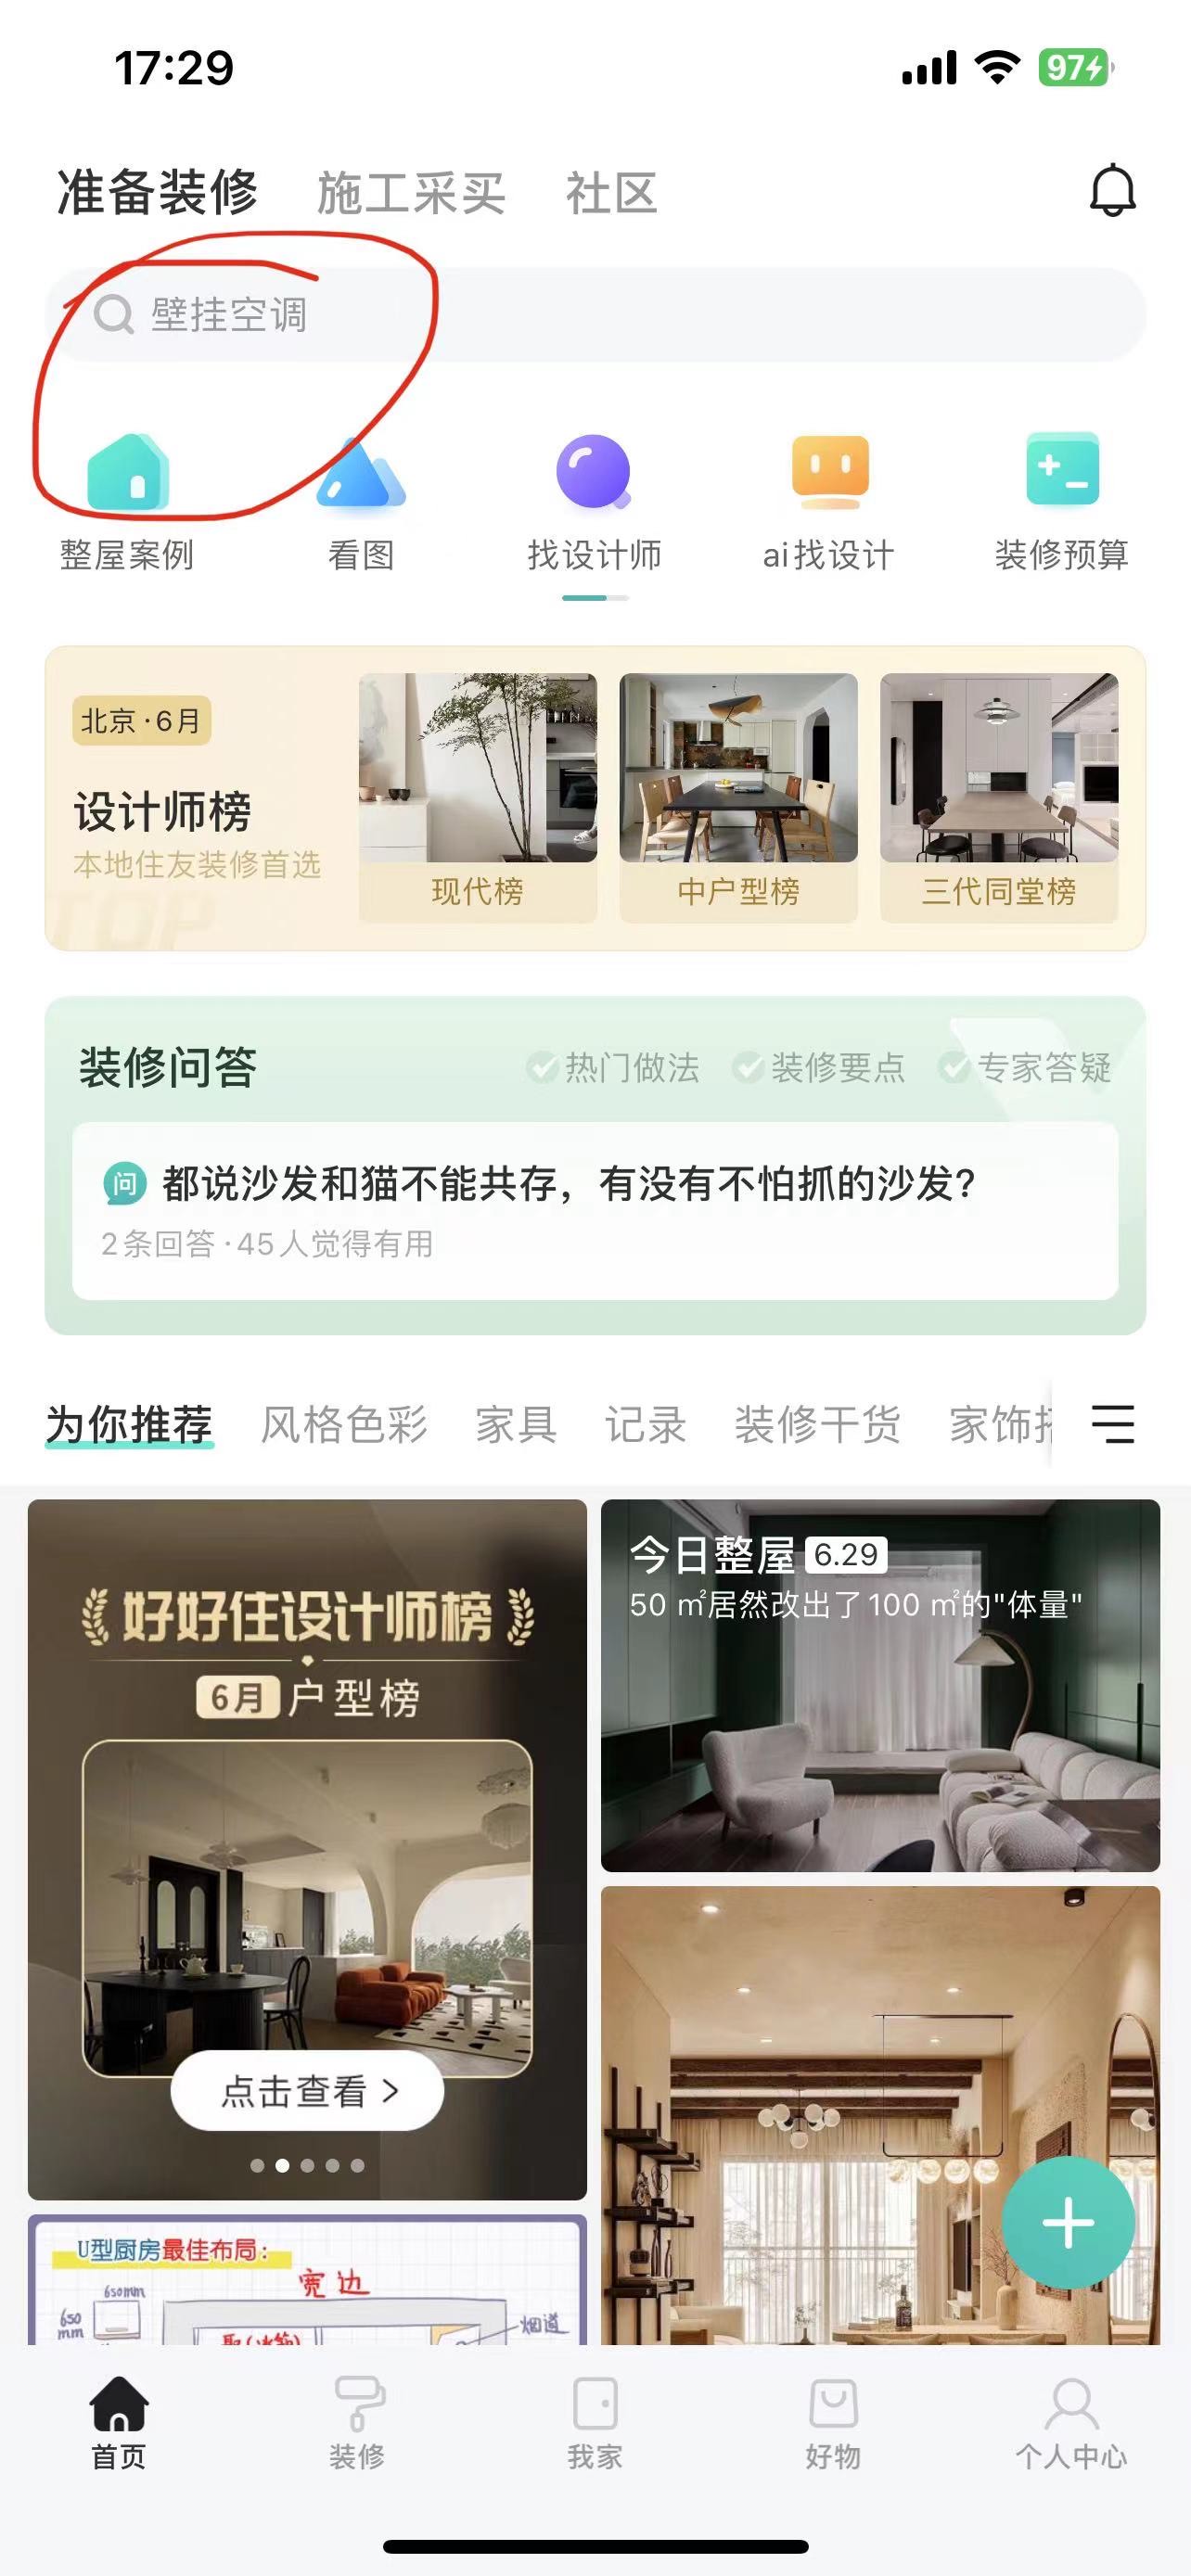 17:29
97
准备装修 施工采买 社区
壁挂空调
整屋案例 看图 找设计师 ai找设计 装修预算
北京·6月
设计师榜
本地住友装修首选
TOP
现代榜 中户型榜 三代同堂榜
装修问答 热门做法 装修要点 专家答疑
问 都说沙发和猫不能共存，有没有不怕抓的沙发?
2条回答·45人觉得有用
为你推荐 风格色彩 家具 记录 装修干货 家饰
好好住设计师榜
6月 户型榜
点击查看 >
今日整屋 6.29
50 ㎡居然改出了100 ㎡的"体量"
U型厨房最佳布局：
宽边
650mm
650
mm
烟道
首页 装修 我家 好物 个人中心